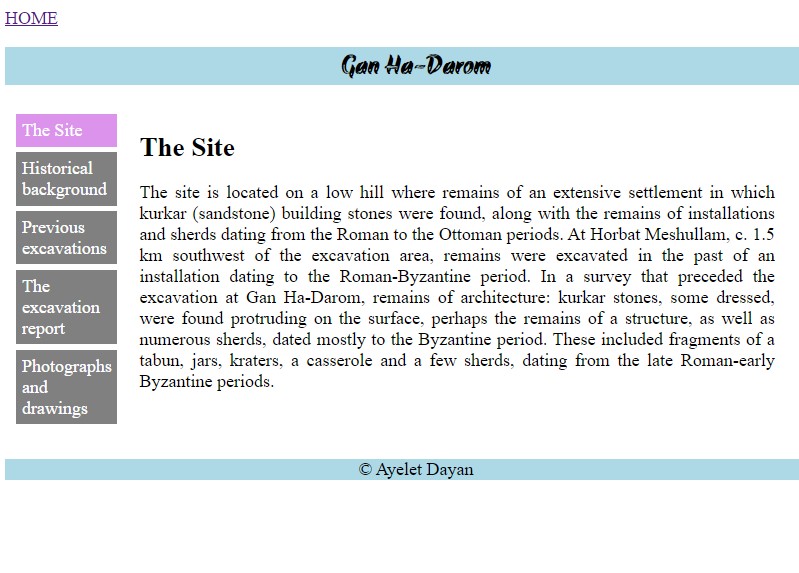 HOME
Gan Ha-Darom
The Site
Historical
background
Previous
excavations
The
excavation
report
Photographs
and
drawings
The Site
The site is located on a low hill where remains of an extensive settlement in which
kurkar (sandstone) building stones were found, along with the remains of installations
and sherds dating from the Roman to the Ottoman periods. At Horbat Meshullam, c. 1.5
km southwest of the excavation area, remains were excavated in the past of an
installation dating to the Roman-Byzantine period. In a survey that preceded the
excavation at Gan Ha-Darom, remains of architecture: kurkar stones, some dressed,
were found protruding on the surface, perhaps the remains of a structure, as well as
numerous sherds, dated mostly to the Byzantine period. These included fragments of a
tabun, jars, kraters, a casserole and a few sherds, dating from the late Roman-early
Byzantine periods.
© Ayelet Dayan